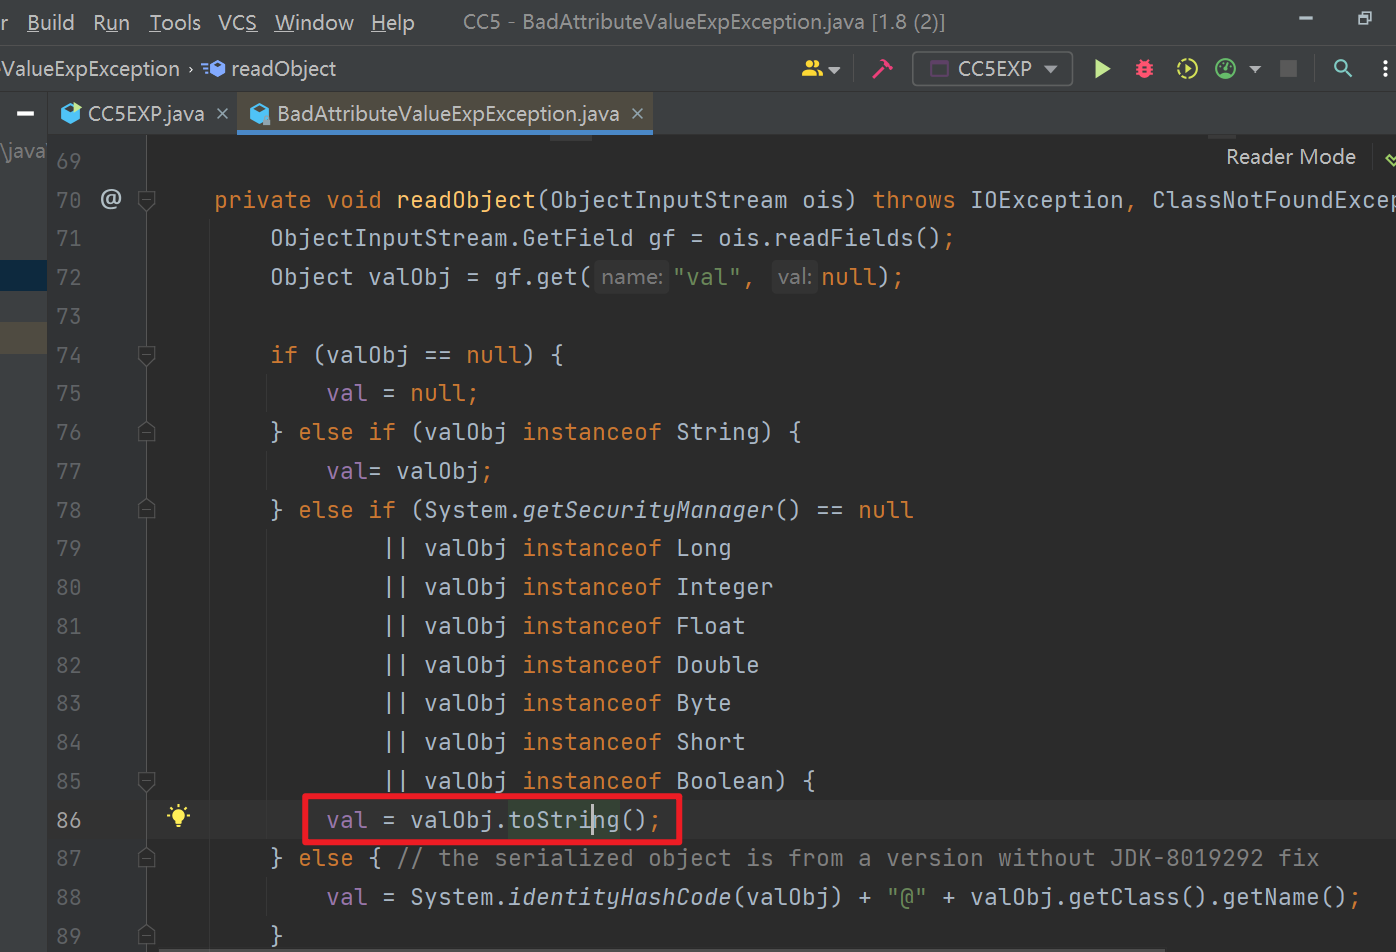 r Build Run Tools VCS Window Help CC5 - BadAttributeValueExpException.java [1.8 (2)]
ValueExpException › readObject CC5EXP
CC5EXP.java × BadAttributeValueExpException.java ×
\java
Reader Mode
69
70 @ private void readObject(ObjectInputStream ois) throws IOException, ClassNotFoundExcep
71 ObjectInputStream.GetField gf = ois.readFields();
72 Object valObj = gf.get( name: "val", val: null);
73
74 if (valObj == null) {
75 val = null;
76 } else if (valObj instanceof String) {
77 val= valObj;
78 } else if (System.getSecurityManager() == null
79 || valObj instanceof Long
80 || valObj instanceof Integer
81 || valObj instanceof Float
82 || valObj instanceof Double
83 || valObj instanceof Byte
84 || valObj instanceof Short
85 || valObj instanceof Boolean) {
86 val = valObj.toString();
87 } else { // the serialized object is from a version without JDK-8019292 fix
88 val = System.identityHashCode(valObj) + "@" + valObj.getClass().getName();
89 }